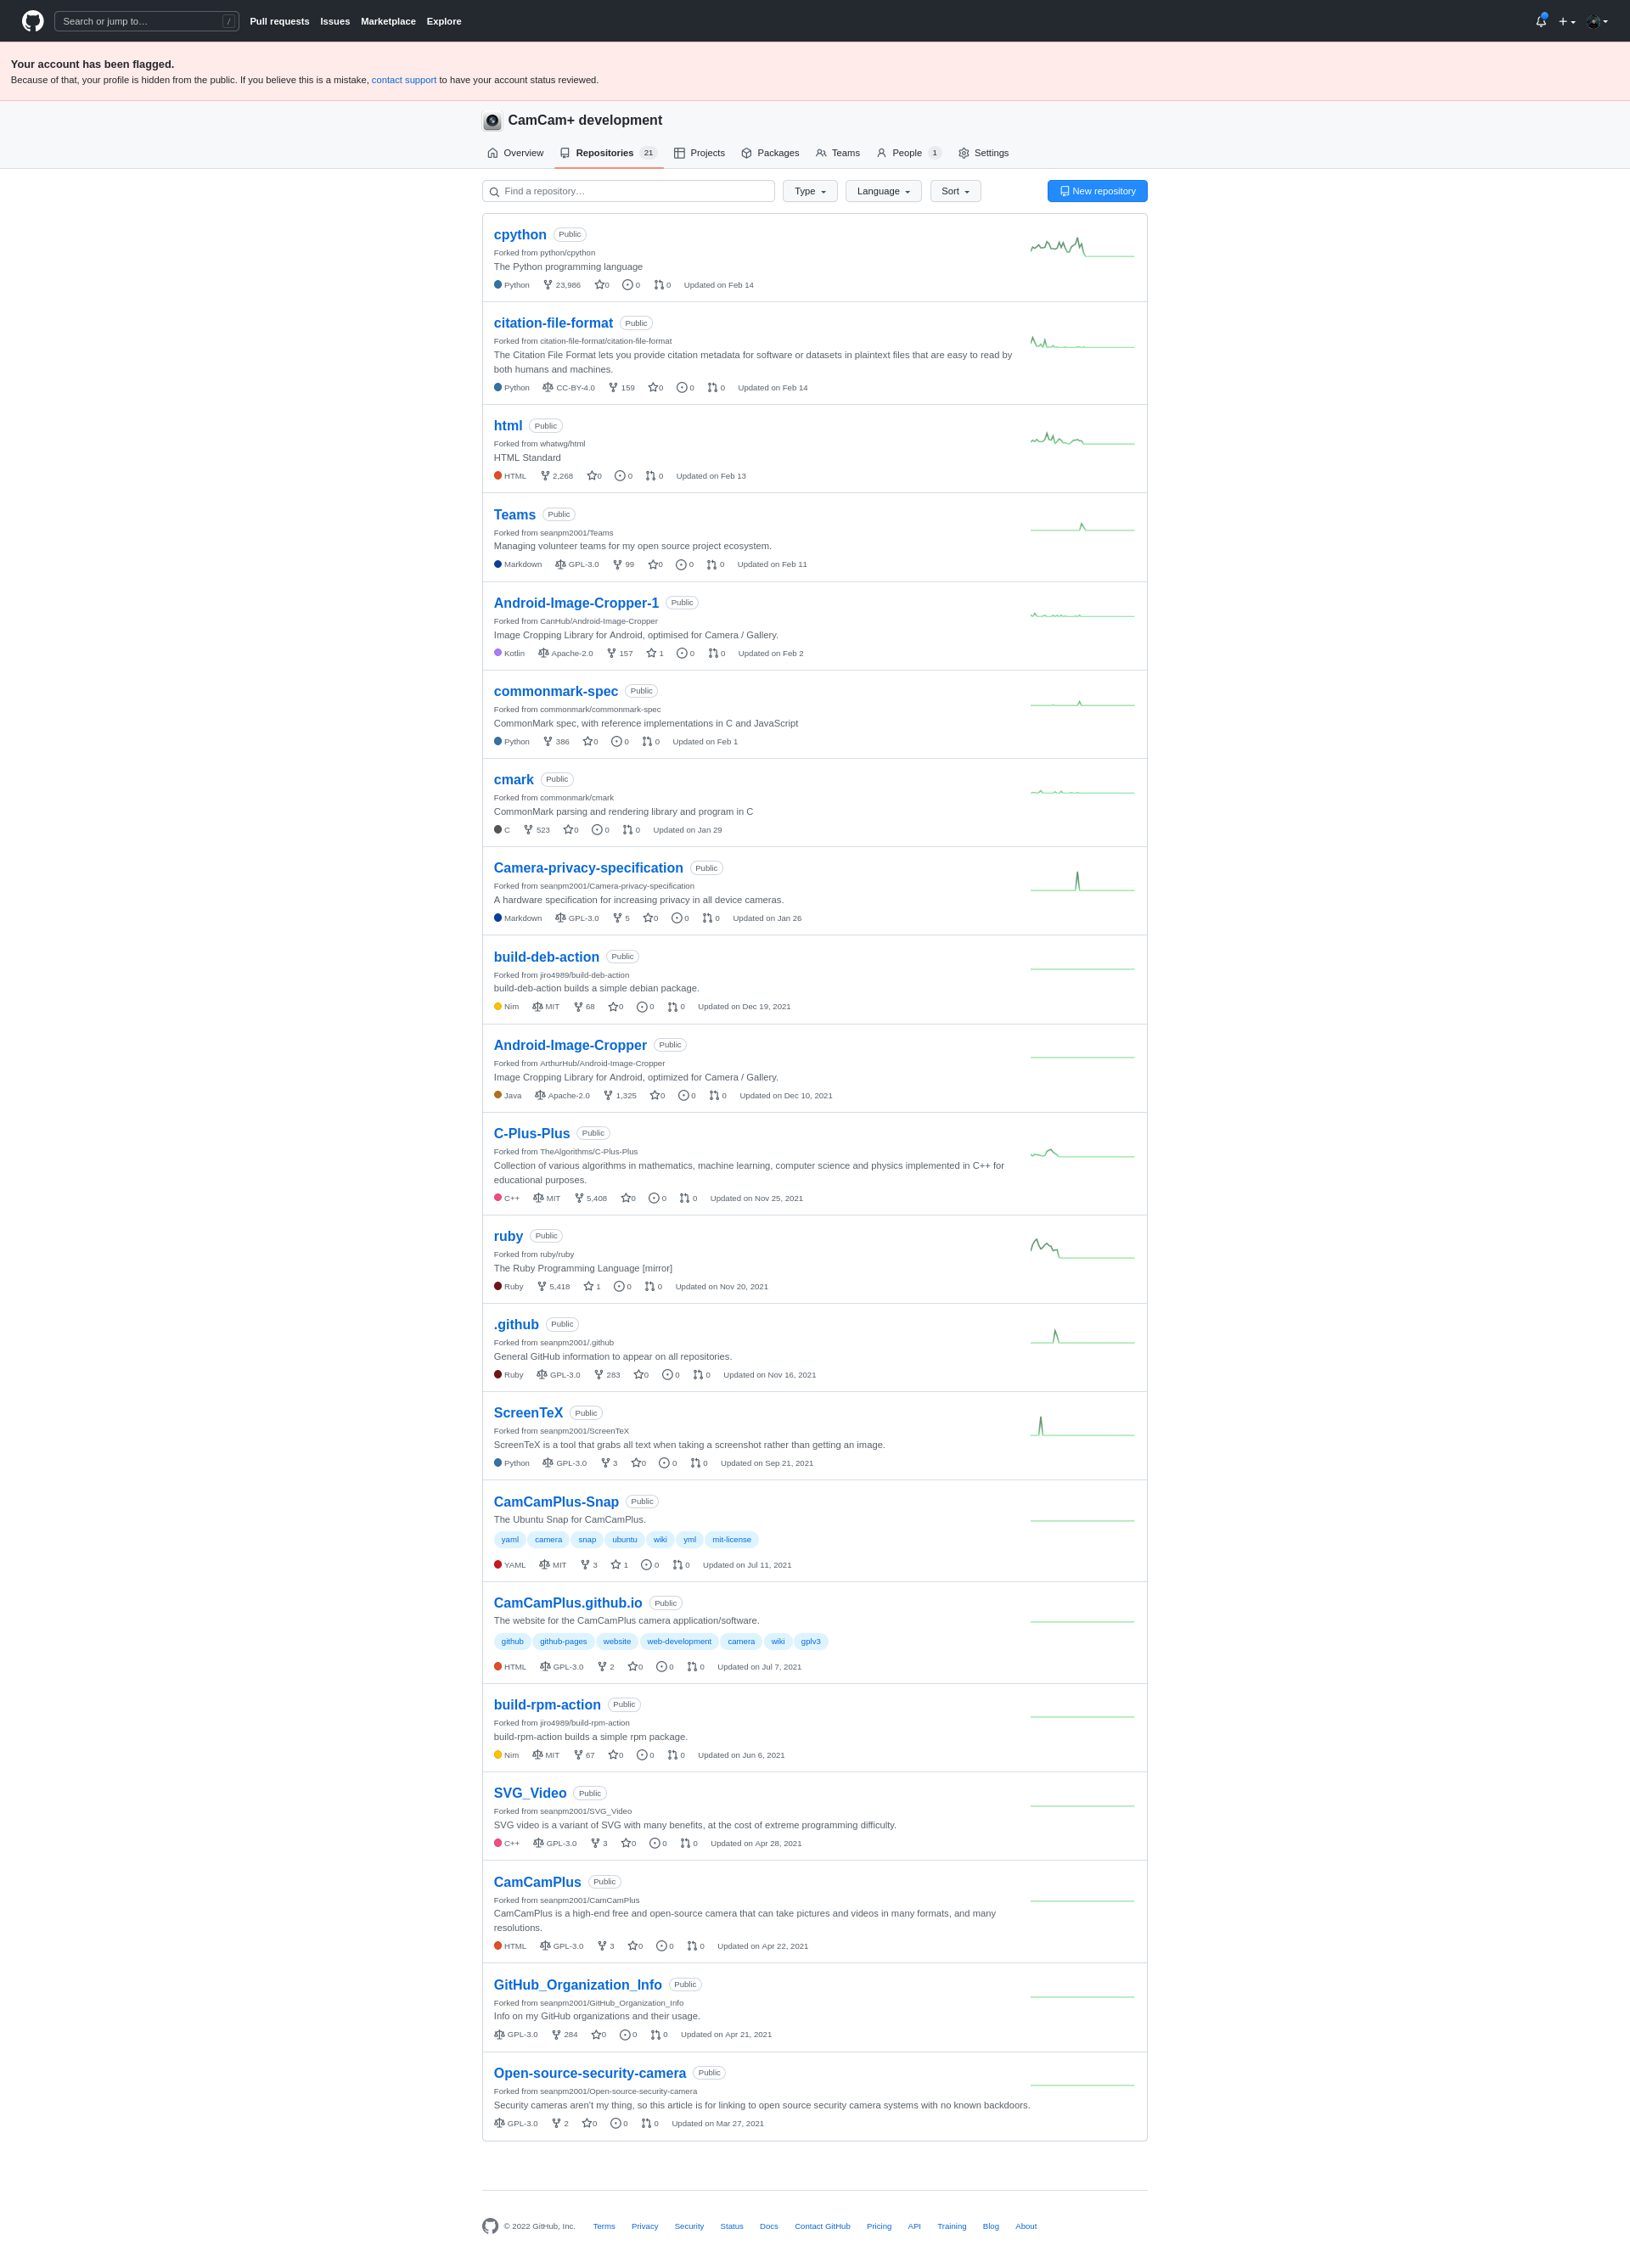 Search or jump to… /
Pull requests Issues Marketplace Explore
Your account has been flagged.
Because of that, your profile is hidden from the public. If you believe this is a mistake, contact support to have your account status reviewed.
CamCam+ development
Overview Repositories 21 Projects Packages Teams People 1 Settings
Find a repository… Type Language Sort New repository
cpython Public
Forked from python/cpython
The Python programming language
Python 23,986 0 0 0 Updated on Feb 14
citation-file-format Public
Forked from citation-file-format/citation-file-format
The Citation File Format lets you provide citation metadata for software or datasets in plaintext files that are easy to read by
both humans and machines.
Python CC-BY-4.0 159 0 0 0 Updated on Feb 14
html Public
Forked from whatwg/html
HTML Standard
HTML 2,268 0 0 0 Updated on Feb 13
Teams Public
Forked from seanpm2001/Teams
Managing volunteer teams for my open source project ecosystem.
Markdown GPL-3.0 99 0 0 0 Updated on Feb 11
Android-Image-Cropper-1 Public
Forked from CanHub/Android-Image-Cropper
Image Cropping Library for Android, optimised for Camera / Gallery.
Kotlin Apache-2.0 157 1 0 0 Updated on Feb 2
commonmark-spec Public
Forked from commonmark/commonmark-spec
CommonMark spec, with reference implementations in C and JavaScript
Python 386 0 0 0 Updated on Feb 1
cmark Public
Forked from commonmark/cmark
CommonMark parsing and rendering library and program in C
C 523 0 0 0 Updated on Jan 29
Camera-privacy-specification Public
Forked from seanpm2001/Camera-privacy-specification
A hardware specification for increasing privacy in all device cameras.
Markdown GPL-3.0 5 0 0 0 Updated on Jan 26
build-deb-action Public
Forked from jiro4989/build-deb-action
build-deb-action builds a simple debian package.
Nim MIT 68 0 0 0 Updated on Dec 19, 2021
Android-Image-Cropper Public
Forked from ArthurHub/Android-Image-Cropper
Image Cropping Library for Android, optimized for Camera / Gallery.
Java Apache-2.0 1,325 0 0 0 Updated on Dec 10, 2021
C-Plus-Plus Public
Forked from TheAlgorithms/C-Plus-Plus
Collection of various algorithms in mathematics, machine learning, computer science and physics implemented in C++ for
educational purposes.
C++ MIT 5,408 0 0 0 Updated on Nov 25, 2021
ruby Public
Forked from ruby/ruby
The Ruby Programming Language [mirror]
Ruby 5,418 1 0 0 Updated on Nov 20, 2021
.github Public
Forked from seanpm2001/.github
General GitHub information to appear on all repositories.
Ruby GPL-3.0 283 0 0 0 Updated on Nov 16, 2021
ScreenTeX Public
Forked from seanpm2001/ScreenTeX
ScreenTeX is a tool that grabs all text when taking a screenshot rather than getting an image.
Python GPL-3.0 3 0 0 0 Updated on Sep 21, 2021
CamCamPlus-Snap Public
The Ubuntu Snap for CamCamPlus.
yaml camera snap ubuntu wiki yml mit-license
YAML MIT 3 1 0 0 Updated on Jul 11, 2021
CamCamPlus.github.io Public
The website for the CamCamPlus camera application/software.
github github-pages website web-development camera wiki gplv3
HTML GPL-3.0 2 0 0 0 Updated on Jul 7, 2021
build-rpm-action Public
Forked from jiro4989/build-rpm-action
build-rpm-action builds a simple rpm package.
Nim MIT 67 0 0 0 Updated on Jun 6, 2021
SVG_Video Public
Forked from seanpm2001/SVG_Video
SVG video is a variant of SVG with many benefits, at the cost of extreme programming difficulty.
C++ GPL-3.0 3 0 0 0 Updated on Apr 28, 2021
CamCamPlus Public
Forked from seanpm2001/CamCamPlus
CamCamPlus is a high-end free and open-source camera that can take pictures and videos in many formats, and many
resolutions.
HTML GPL-3.0 3 0 0 0 Updated on Apr 22, 2021
GitHub_Organization_Info Public
Forked from seanpm2001/GitHub_Organization_Info
Info on my GitHub organizations and their usage.
GPL-3.0 284 0 0 0 Updated on Apr 21, 2021
Open-source-security-camera Public
Forked from seanpm2001/Open-source-security-camera
Security cameras aren't my thing, so this article is for linking to open source security camera systems with no known backdoors.
GPL-3.0 2 0 0 0 Updated on Mar 27, 2021
© 2022 GitHub, Inc. Terms Privacy Security Status Docs Contact GitHub Pricing API Training Blog About